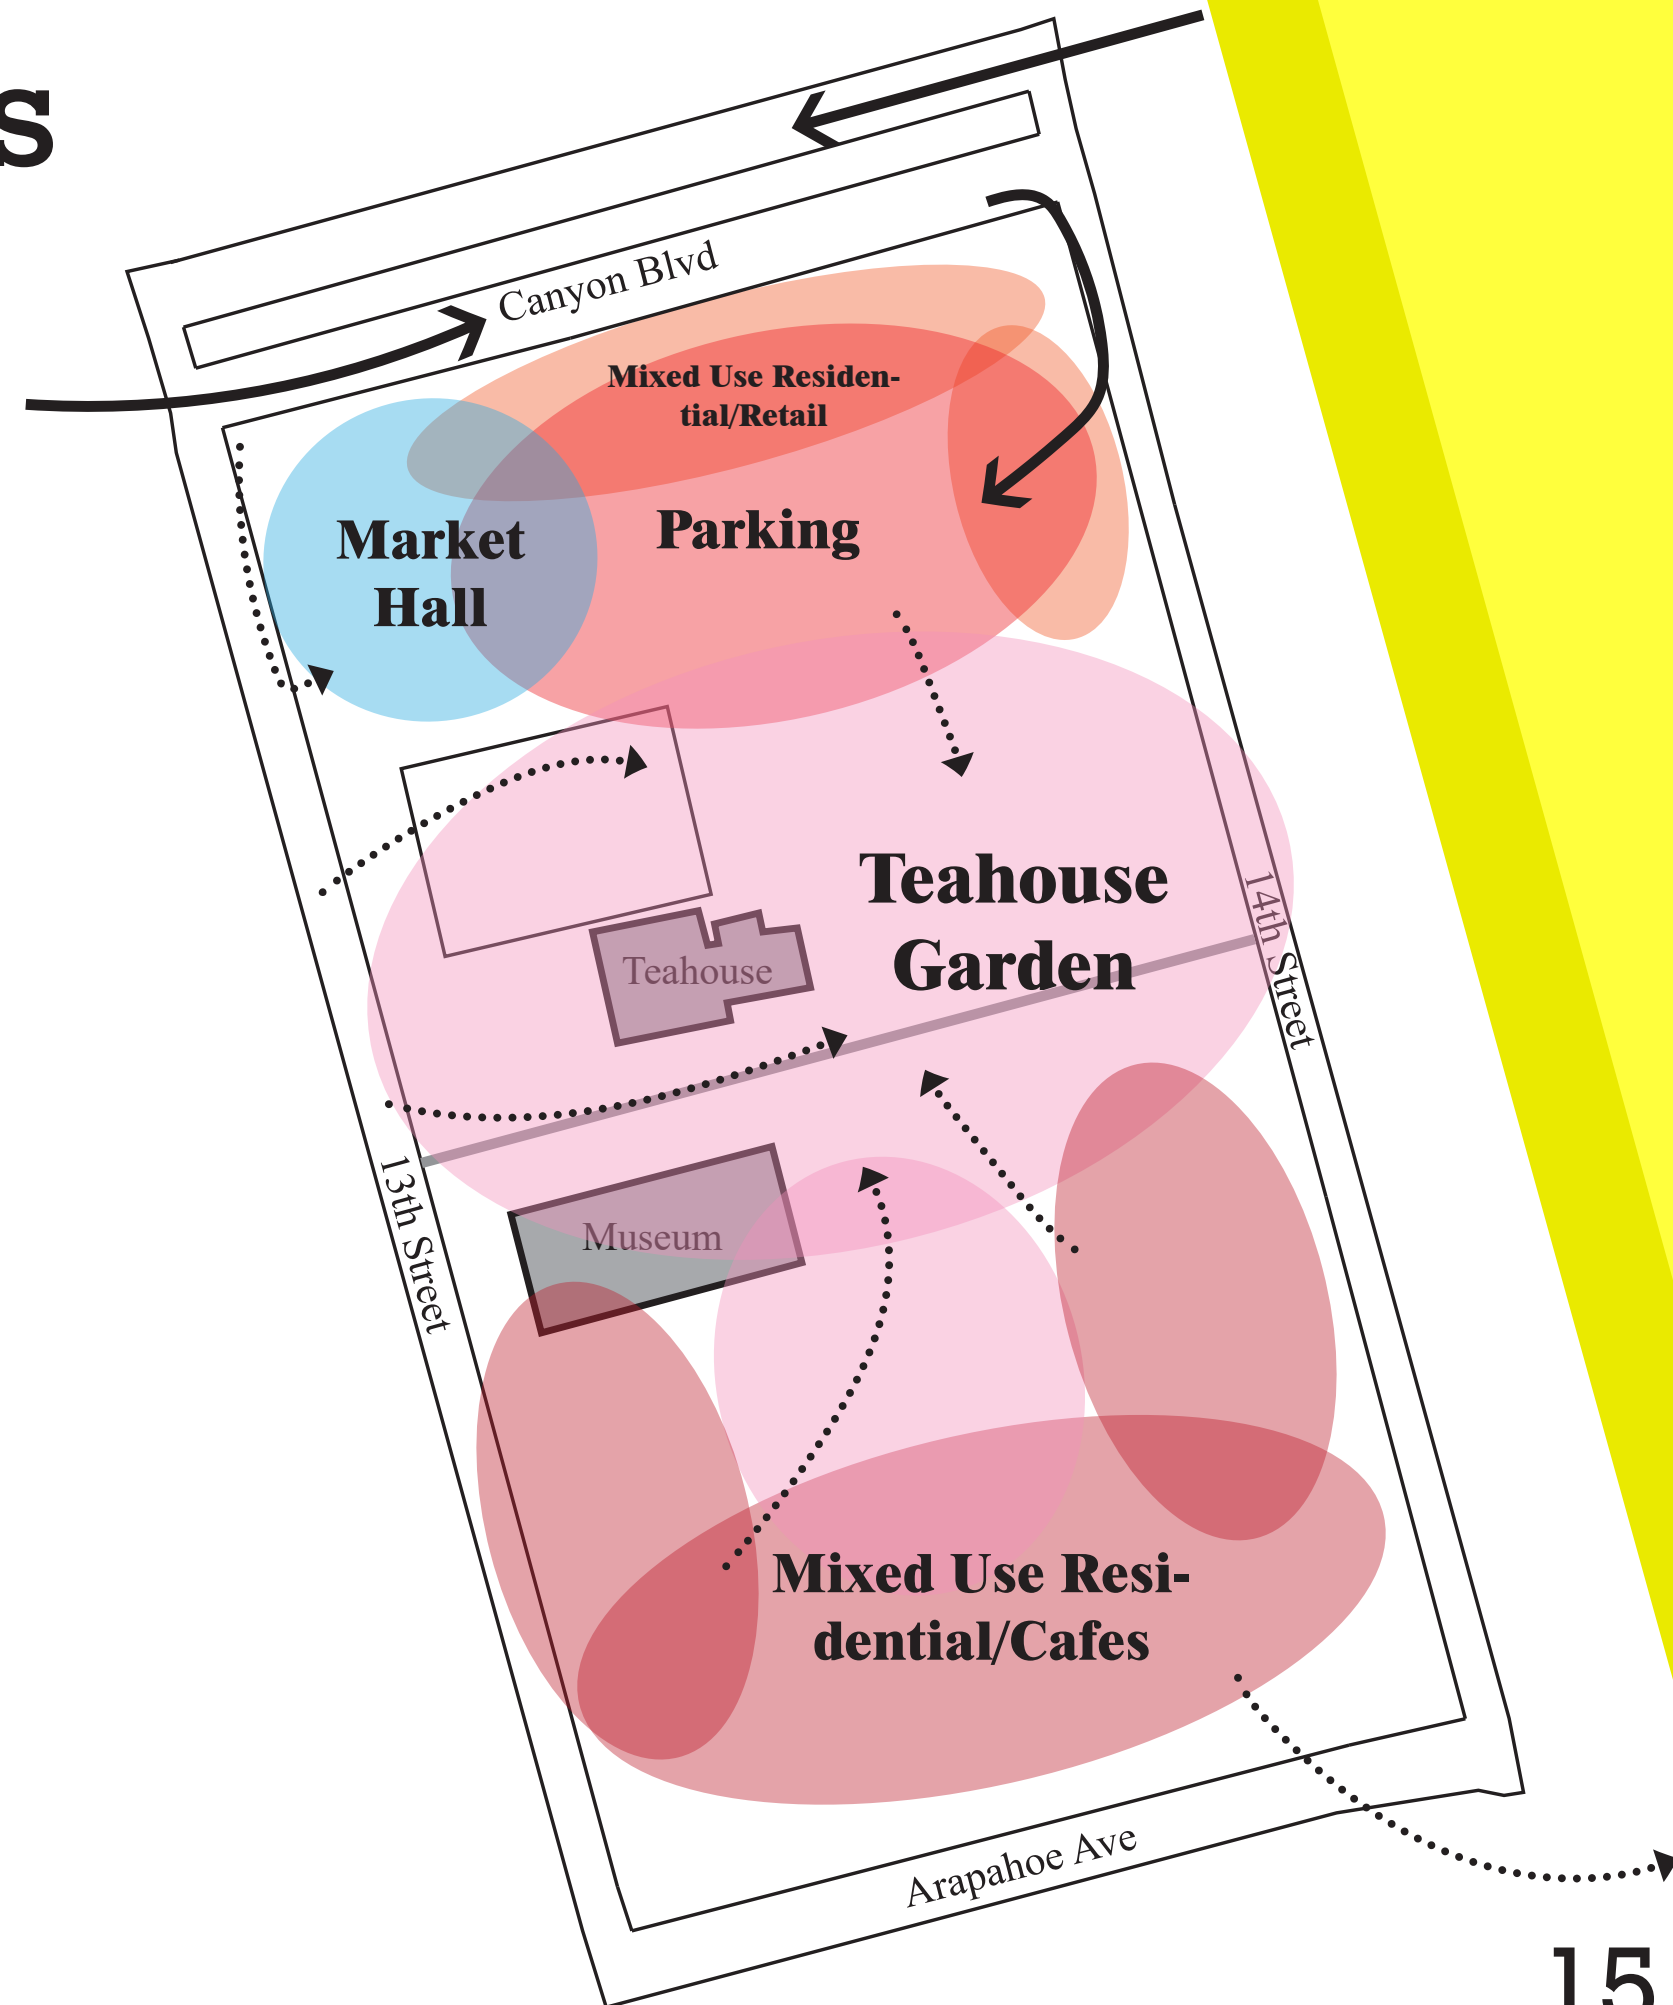 s
Canyon Blvd
Mixed Use Residen-
tial/Retail
Market
Hall
Parking
Teahouse
Garden
14th Street
Teahouse
13th Street
Museum
Mixed Use Resi-
dential/Cafes
Arapahoe Ave
15